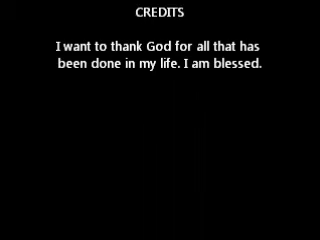 CREDITS
I want to thank God for all that has
been done in my life. I am blessed.